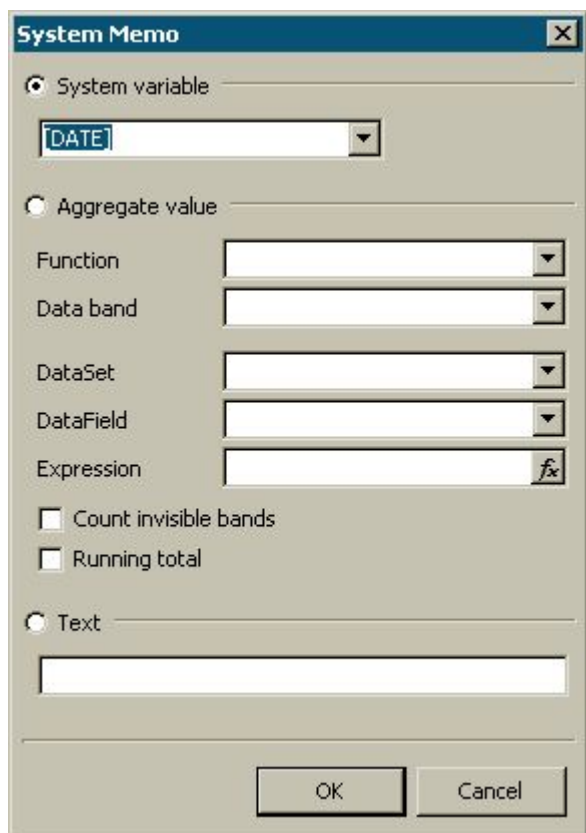 System Memo
System variable
[DATE]
Aggregate value
Function
Data band
DataSet
DataField
Expression
fx
Count invisible bands
Running total
Text
OK Cancel